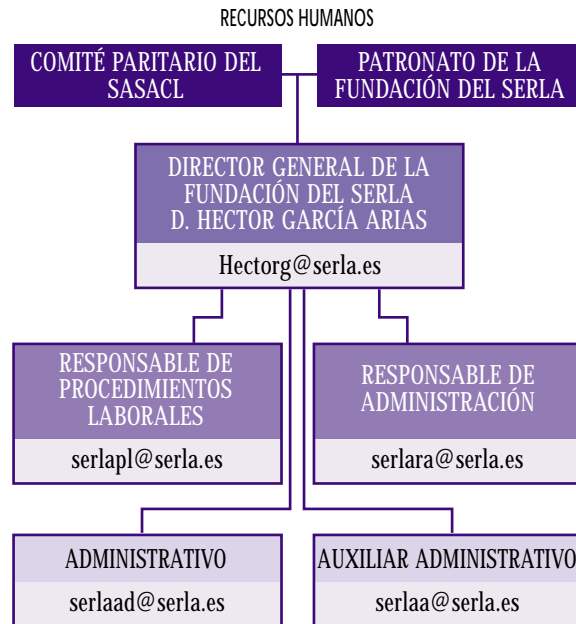 RECURSOS HUMANOS
COMITÉ PARITARIO DEL
SASACL
PATRONATO DE LA
FUNDACIÓN DEL SERLA
DIRECTOR GENERAL DE LA
FUNDACIÓN DEL SERLA
D. HECTOR GARCÍA ARIAS
Hectorg@serla.es
RESPONSABLE DE
PROCEDIMIENTOS
LABORALES
serlapl@serla.es
RESPONSABLE DE
ADMINISTRACIÓN
serlara@serla.es
ADMINISTRATIVO
serlaad@serla.es
AUXILIAR ADMINISTRATIVO
serlaa@serla.es